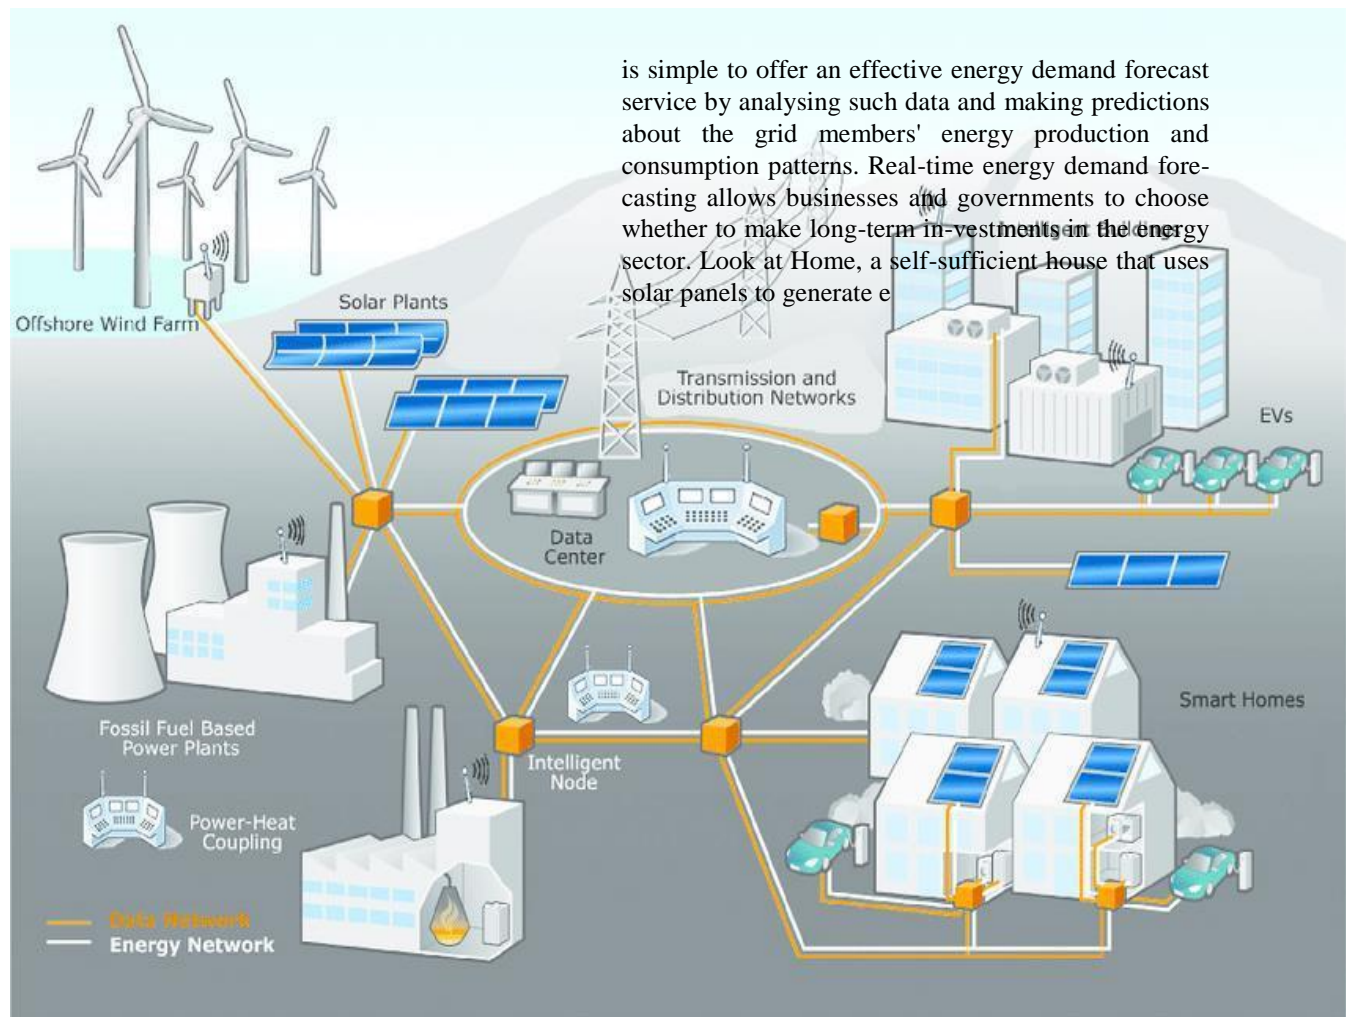 is simple to offer an effective energy demand forecast
service by analysing such data and making predictions
about the grid members' energy production and
consumption patterns. Real-time energy demand fore-
casting allows businesses and governments to choose
whether to make long-term in-vestments in the energy
Intelligent Buildings
sector. Look at Home, a self-sufficient house that uses
solar panels to generate e
Solar Plants
Offshore Wind Farm
Transmission and
Distribution Networks
EVs
Data
Center
Smart Homes
Fossil Fuel Based
Power Plants
Intelligent
Node
Power-Heat
Coupling
Data Network
Energy Network